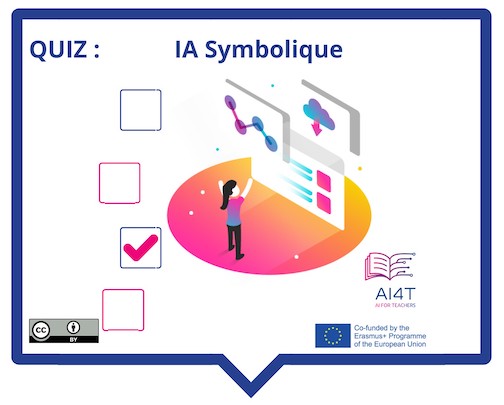 QUIZ : IA Symbolique
AI4T
AI FOR TEACHERS
cc
BY
Co-funded by the
Erasmus+ Programme
of the European Union